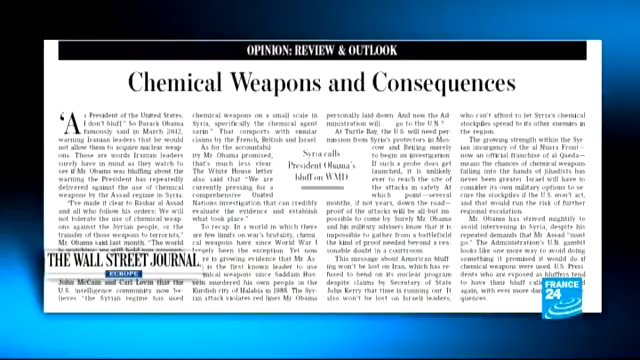 OPINION: REVIEW & OUTLOOK
Chemical Weapons and Consequences
'As President of the United States,
I don't bluff." So Barack Obama
famously said in March 2012,
warning Iranian leaders that he would
not allow them to acquire nuclear weap-
ons. Those are words Iranian leaders
surely have in mind as they watch to
see if Mr. Obama was bluffing about the
warning the President has repeatedly
delivered against the use of chemical
weapons by the Assad regime in Syria.
"I've made it clear to Bashar al Assad
and all who follow his orders: We will
not tolerate the use of chemical weap-
ons against the Syrian people, or the
transfer of those weapons to terrorists,"
Mr. Obama said last month. "The world
John McCain and Carl Levin that the
U.S. intelligence community now be-
lieves "the Syrian regime has used
chemical weapons on a small scale in
Syria, specifically the chemical agent
sarin." That comports with similar
claims by the French, British and Israel
As for the accountabil-
ity Mr. Obama promised,
that's much less clear.
The White House letter
also said that "We are
currently pressing for a
comprehensive United
Nations investigation that can credibly
evaluate the evidence and establish
what took place."
To recap: In a world in which there
are few limits on war's brutality, chemi-
cal weapons have since World War I
largely been the exception. Yet now
there is growing evidence that Mr. As-
sad is the first known leader to use
chemical weapons since Saddam Hus-
sein murdered his own people in the
Kurdish city of Halabja in 1988. The Syr-
ian attack violates red lines Mr. Obama
Syria calls
President Obama's
bluff on WMD.
personally laid down. And now the Ad-
ministration will . . . go to the U.N.
At Turtle Bay, the U.S. will need per-
mission from Syria's protectors in Mos-
cow and Beijing merely
to begin an investigation.
If such a probe does get
launched, it is unlikely
ever to reach the site of
the attacks in safety. At
which point—several
months, if not years, down the road—
proof of the attacks will be all but im-
possible to come by. Surely Mr. Obama
and his military advisers know that it is
impossible to gather from a battlefield
the kind of proof needed beyond a rea-
sonable doubt in a courtroom.
This message about American bluff-
ing won't be lost on Iran, which has re-
fused to bend on its nuclear program
despite claims by Secretary of State
John Kerry that time is running out. It
also won't be lost on Israeli leaders,
who can't afford to let Syria's chemical
stockpiles spread to its other enemies in
the region.
The growing strength within the Syr-
ian insurgency of the al Nusra Front—
now an official franchise of al Qaeda—
mean the chances of chemical weapons
falling into the hands of jihadists has
never been greater. Israel will have to
consider its own military options to se-
cure the stockpiles if the U.S. won't act,
and that would run the risk of further
regional escalation.
Mr. Obama has strived mightily to
avoid intervening in Syria, despite his
repeated demands that Mr. Assad "must
go." The Administration's U.N. gambit
looks like one more way to avoid doing
something it promised it would do if
chemical weapons were used. U.S. Presi-
dents who are exposed as bluffers tend
to have their bluff
again, with ever more
quences.
THE WALL STREET JOURNAL.
EUROPE
FRANCE
24